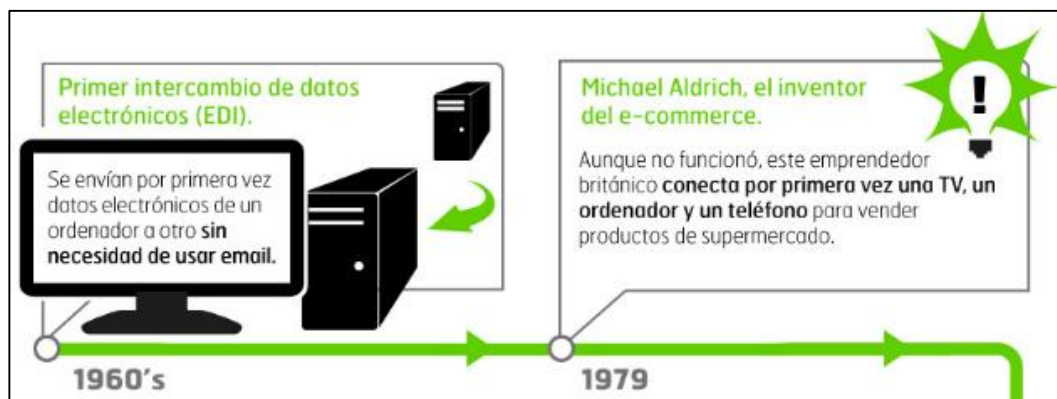 Primer intercambio de datos
electrónicos (EDI).
Se envían por primera vez
datos electrónicos de un
ordenador a otro sin
necesidad de usar email.
1960's
Michael Aldrich, el inventor
del e-commerce.
!
Aunque no funcionó, este emprendedor
británico conecta por primera vez una TV, un
ordenador y un teléfono para vender
productos de supermercado.
1979